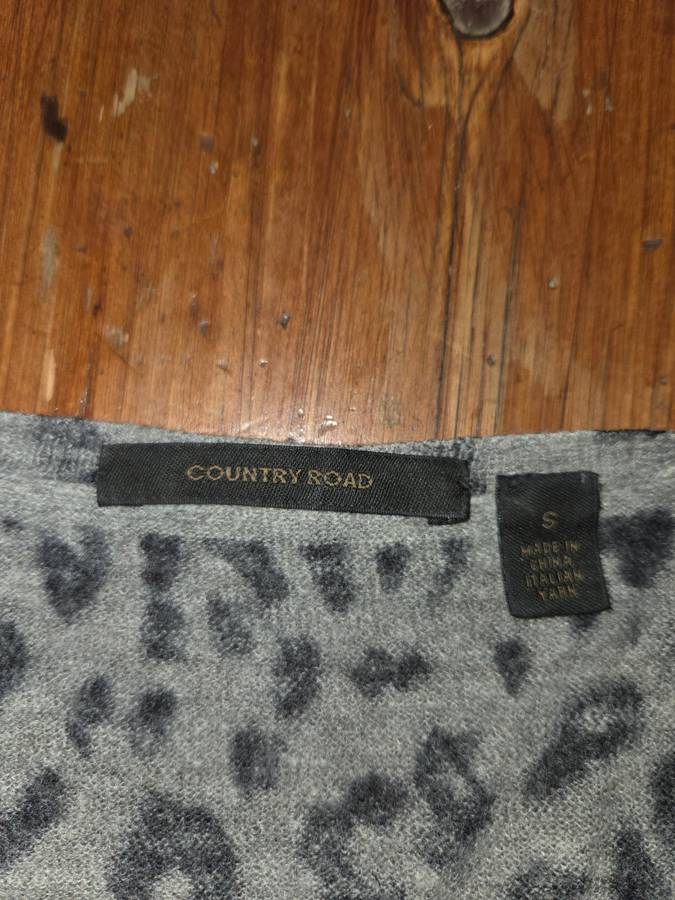 COUNTRY ROAD
S
MADE IN
CHINA
ITALIAN
YARN